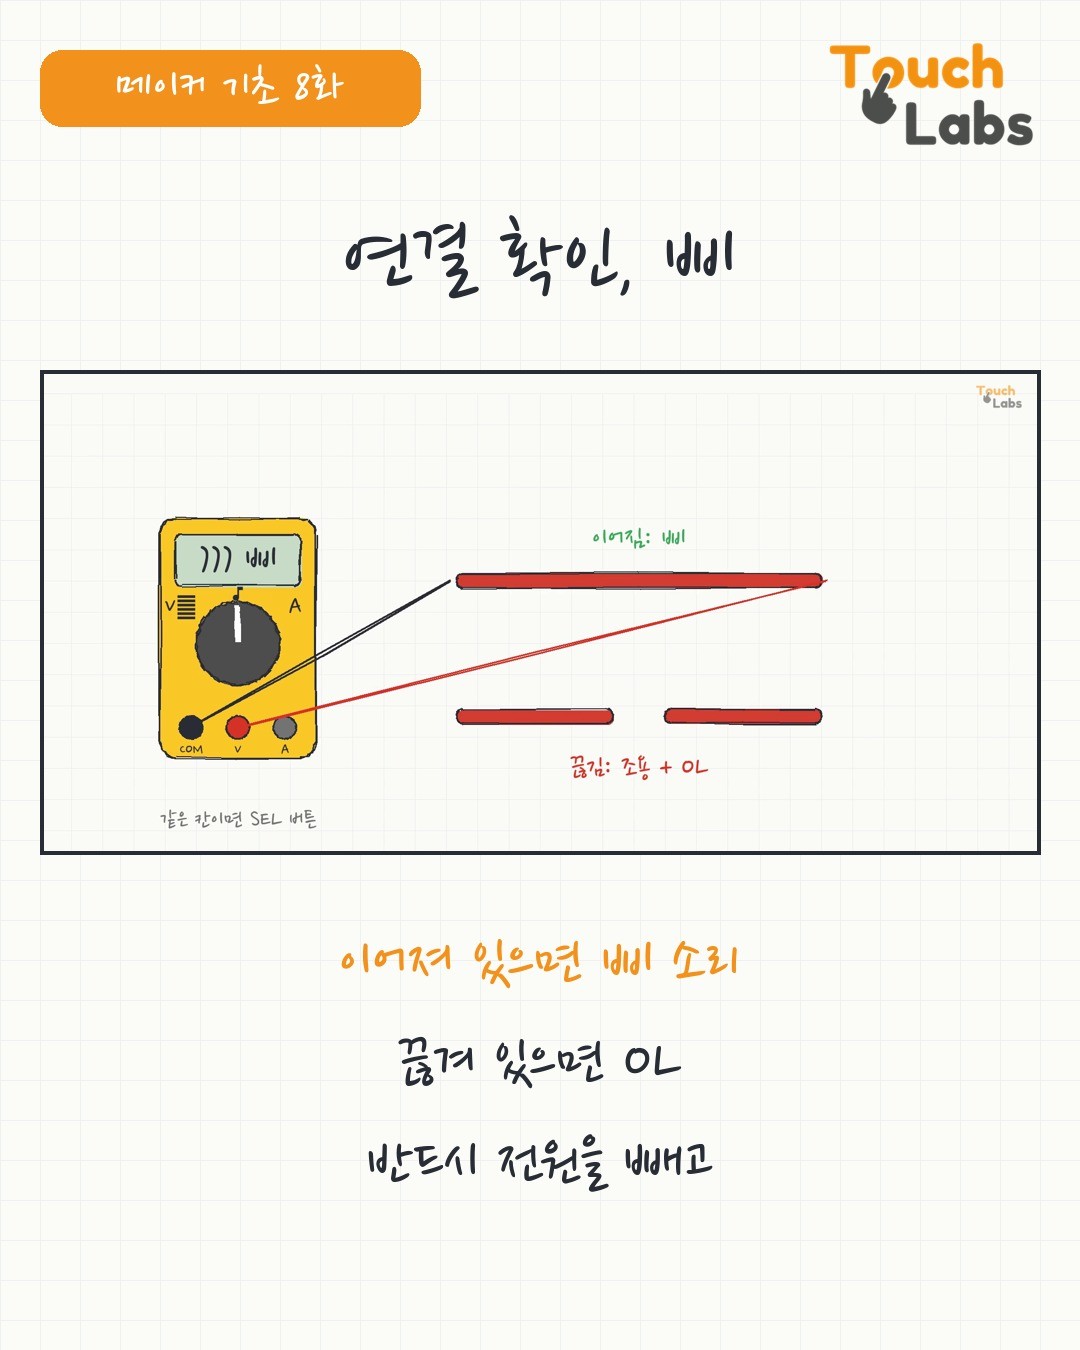 메이커 기초 8화
Touch
Labs
연결 확인, 삐
Touch
Labs
이어짐: 삐
))) 삐
V
A
COM
V
A
끊김: 조용 + OL
같은 칸이면 SEL 버튼
이어져 있으면 삐 소리
끊겨 있으면 OL
반드시 전원을 빼고